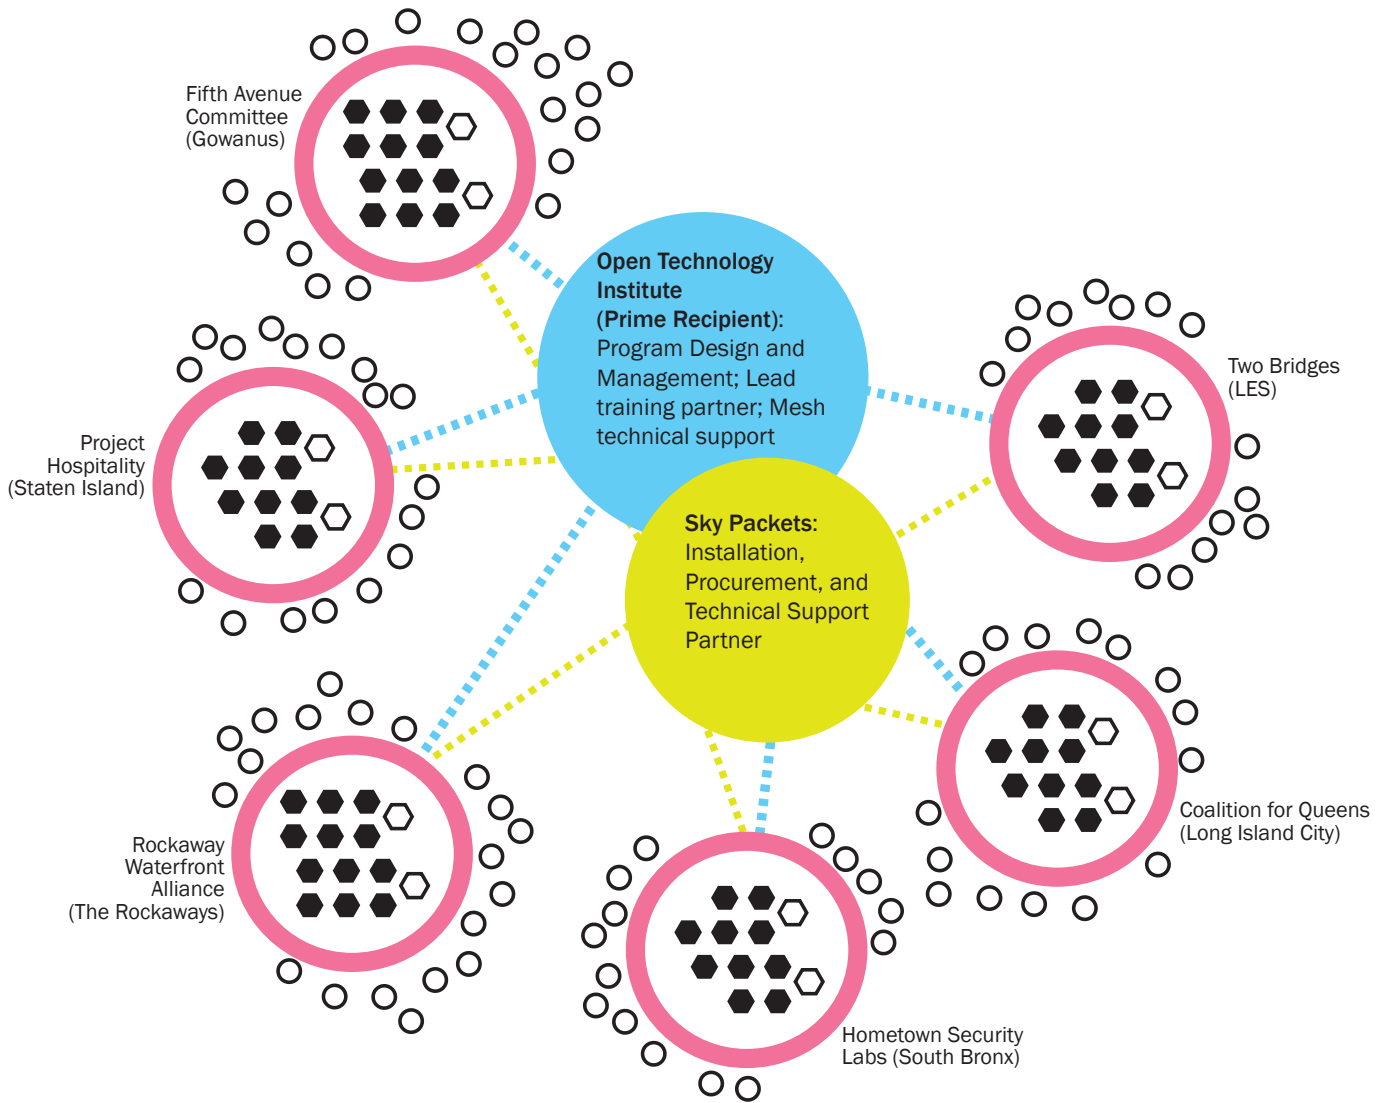 Fifth Avenue
Committee
(Gowanus)
Open Technology
Institute
(Prime Recipient):
Program Design and
Management; Lead
training partner; Mesh
technical support
Two Bridges
(LES)
Project
Hospitality
(Staten Island)
Sky Packets:
Installation,
Procurement, and
Technical Support
Partner
Coalition for Queens
(Long Island City)
Rockaway
Waterfront
Alliance
(The Rockaways)
Hometown Security
Labs (South Bronx)